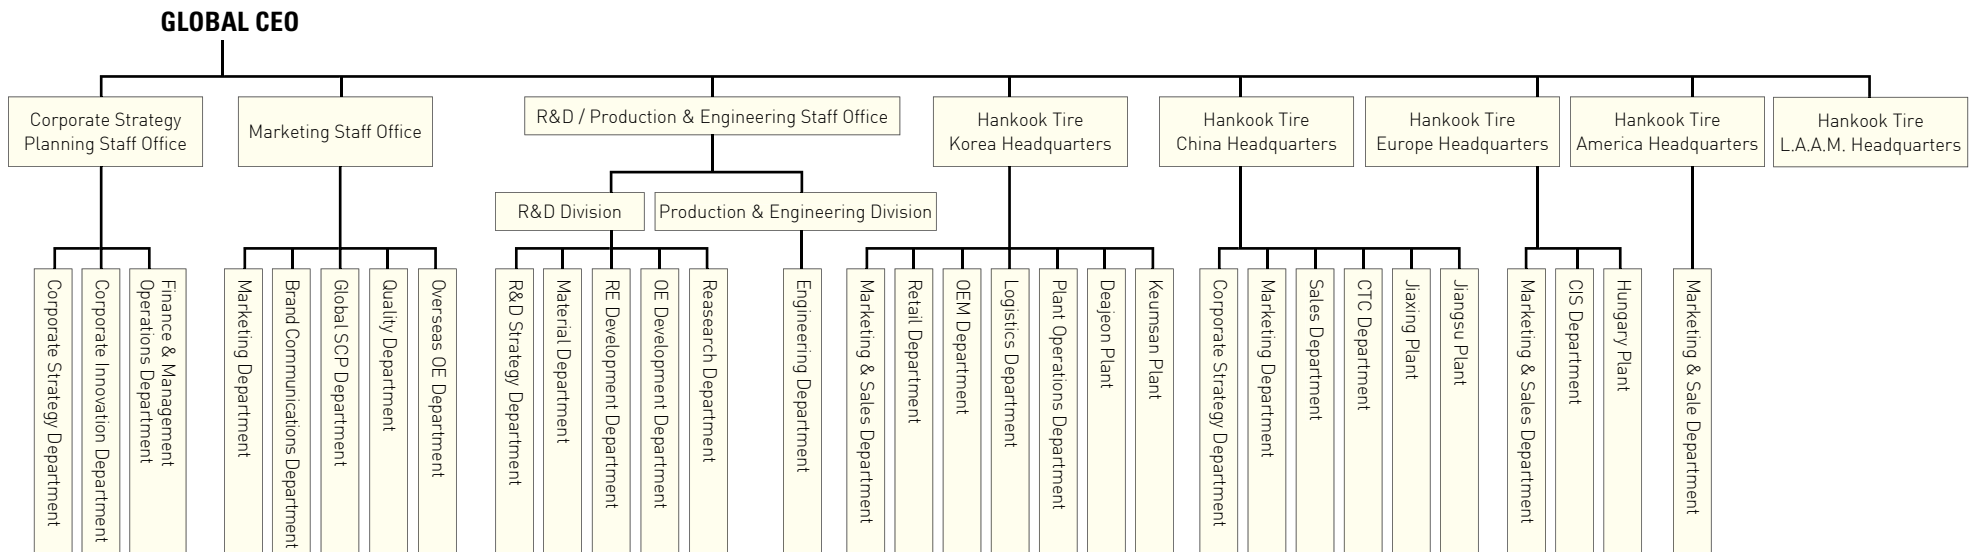 GLOBAL CEO
Corporate Strategy
Planning Staff Office
Marketing Staff Office
R&D / Production & Engineering Staff Office
Hankook Tire
Korea Headquarters
Hankook Tire
China Headquarters
Hankook Tire
Europe Headquarters
Hankook Tire
America Headquarters
Hankook Tire
L.A.A.M. Headquarters
R&D Division
Production & Engineering Division
Corporate Strategy Department
Corporate Innovation Department
Finance & Management
Operations Department
Marketing Department
Brand Communications Department
Global SCP Department
Quality Department
Overseas OE Department
R&D Strategy Department
Material Department
RE Development Department
OE Development Department
Reasearch Department
Engineering Department
Marketing & Sales Department
Retail Department
OEM Department
Logistics Department
Plant Operations Department
Deajeon Plant
Keumsan Plant
Corporate Strategy Department
Marketing Department
Sales Department
CTC Department
Jiaxing Plant
Jiangsu Plant
Marketing & Sales Department
CIS Department
Hungary Plant
Marketing & Sale Department